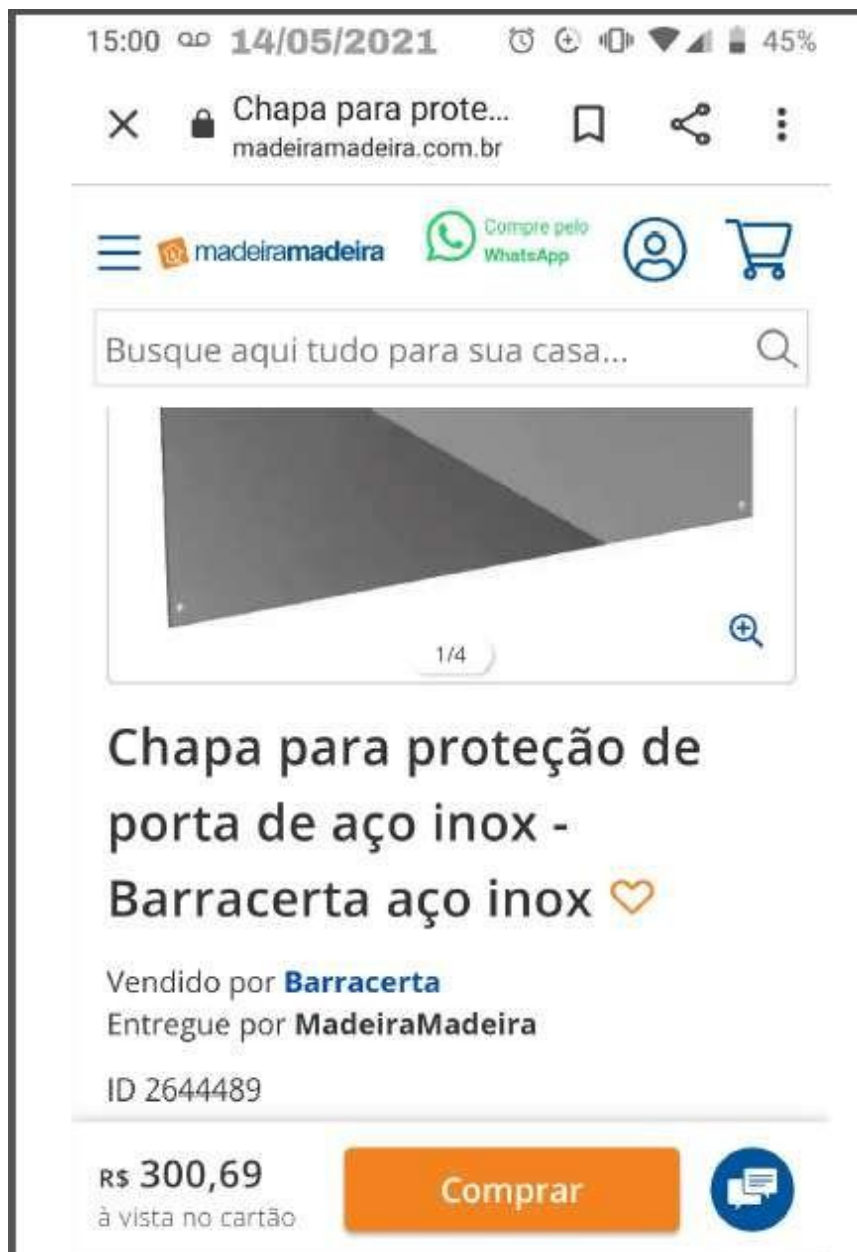 15:00 14/05/2021 45%
Chapa para prote...
madeiramadeira.com.br
madeiramadeira
Compre pelo
WhatsApp
Busque aqui tudo para sua casa...
1/4
Chapa para proteção de
porta de aço inox -
Barracerta aço inox
Vendido por Barracerta
Entregue por MadeiraMadeira
ID 2644489
R$ 300,69
à vista no cartão
Comprar